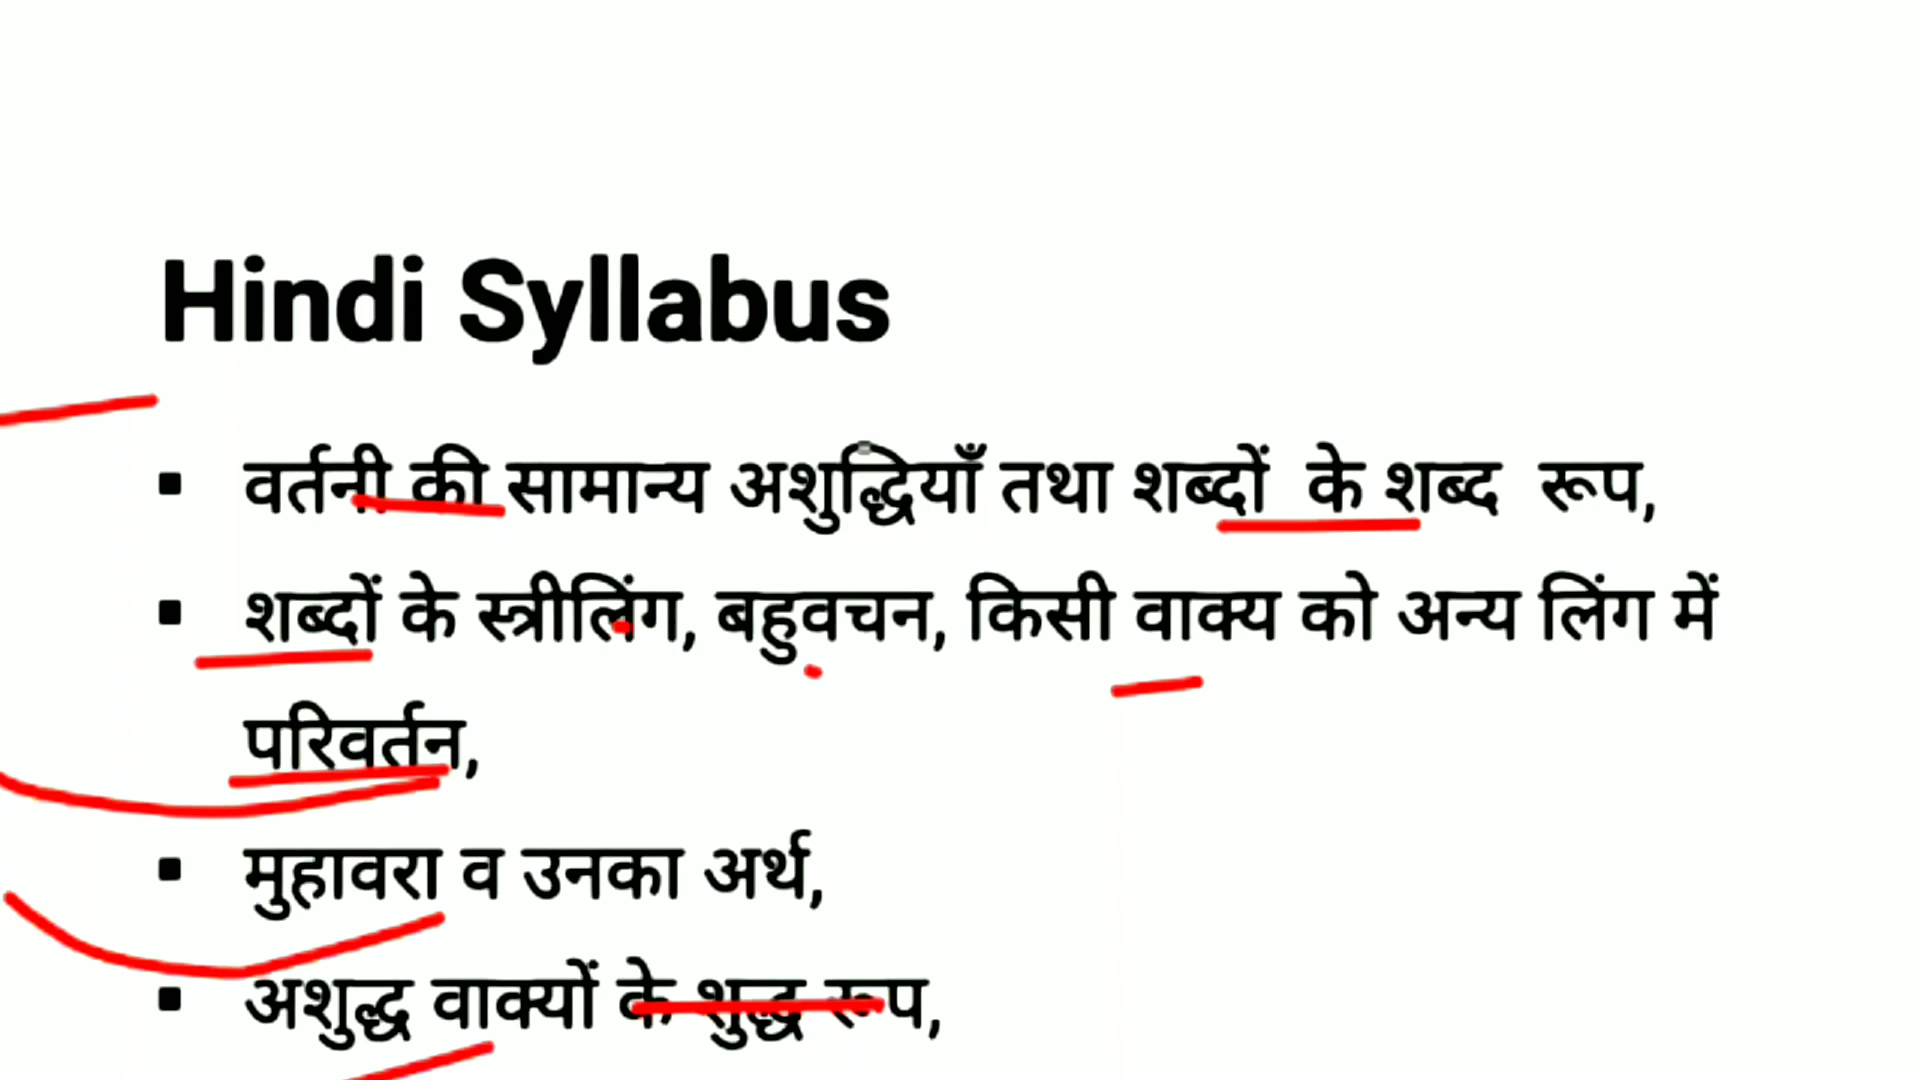 Hindi Syllabus
▪ वर्तनी की सामान्य अशुद्धियाँ तथा शब्दों के शब्द रूप,
▪ शब्दों के स्त्रीलिंग, बहुवचन, किसी वाक्य को अन्य लिंग में
परिवर्तन,
▪ मुहावरा व उनका अर्थ,
▪ अशुद्ध वाक्यों के शुद्ध रूप,